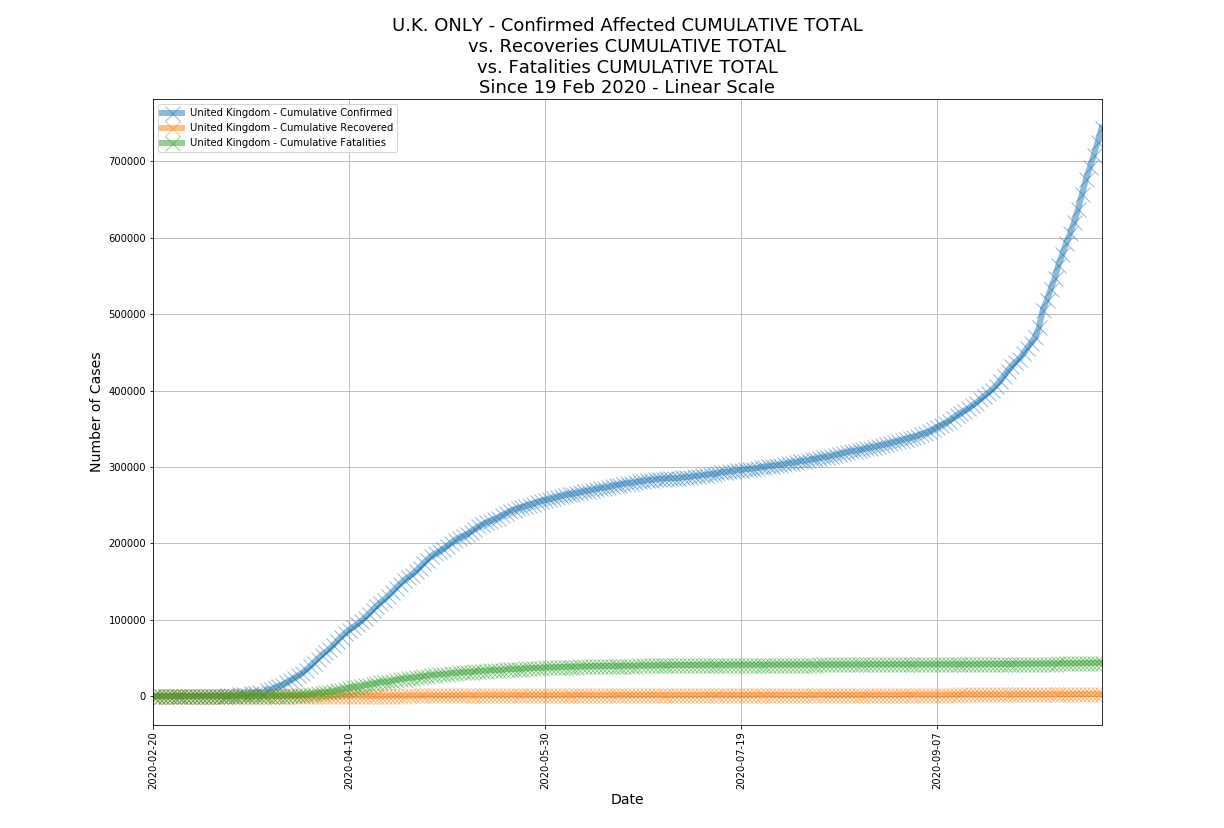 U.K. ONLY - Confirmed Affected CUMULATIVE TOTAL
vs. Recoveries CUMULATIVE TOTAL
vs. Fatalities CUMULATIVE TOTAL
Since 19 Feb 2020 - Linear Scale
United Kingdom - Cumulative Confirmed
United Kingdom - Cumulative Recovered
United Kingdom - Cumulative Fatalities
Number of Cases
700000
600000
500000
400000
300000
200000
100000
0
2020-02-20
2020-04-10
2020-05-30
2020-07-19
2020-09-07
Date